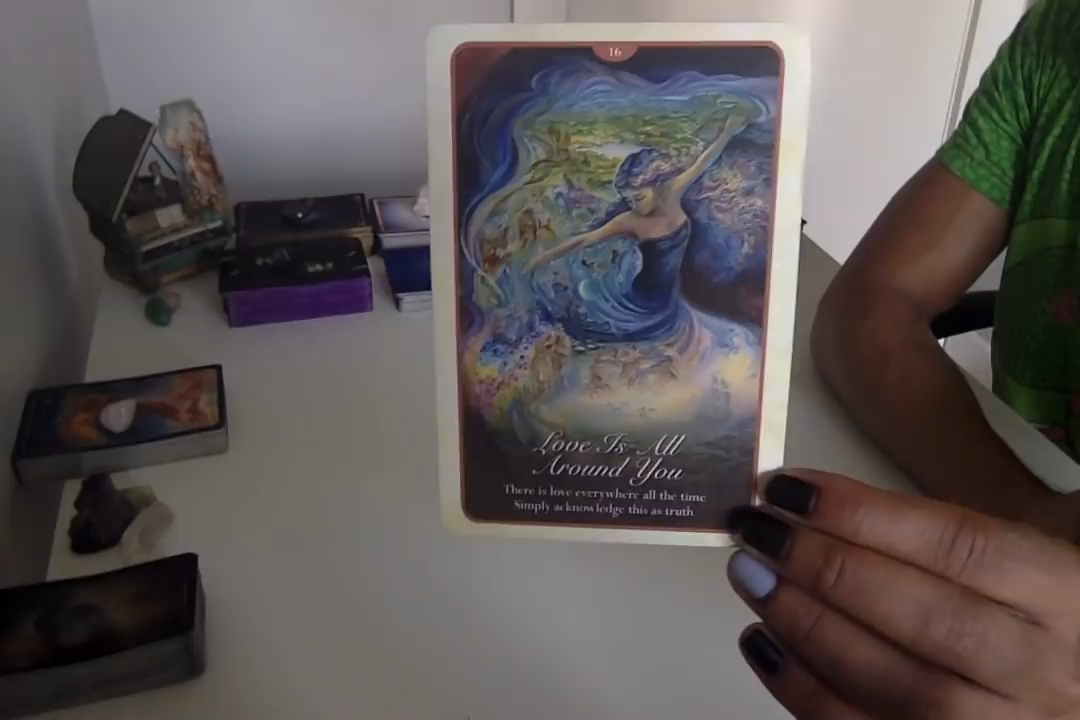 16
Love Is All
Around You
There is love everywhere all the time
Simply acknowledge this as truth